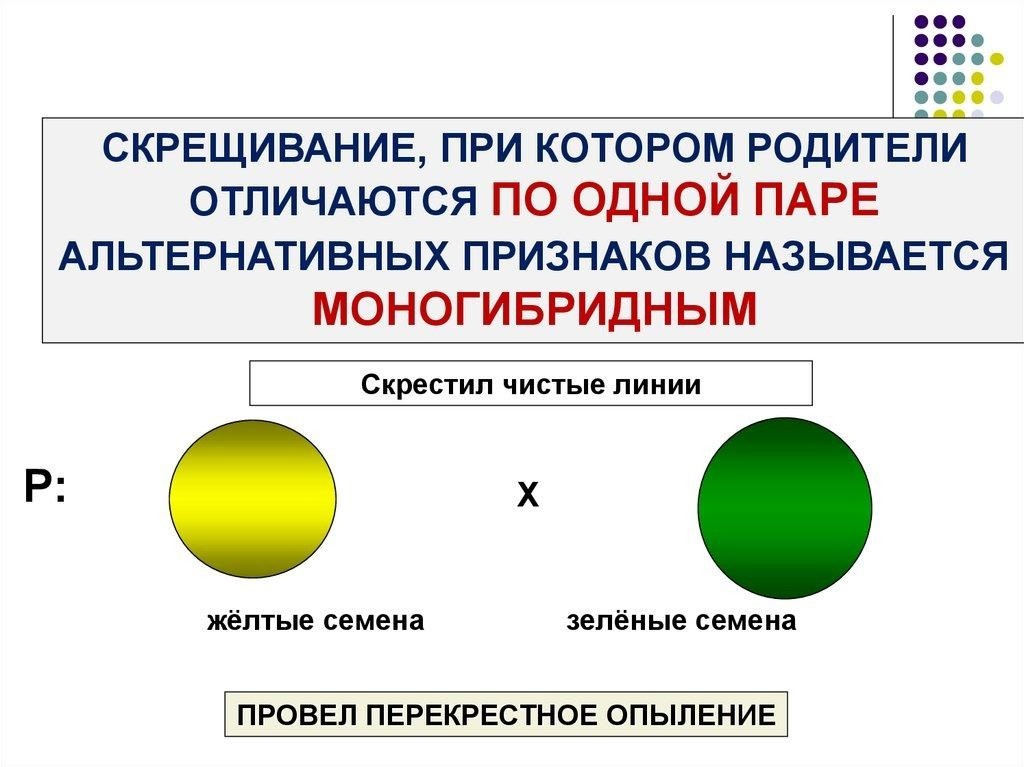 СКРЕЩИВАНИЕ, ПРИ КОТОРОМ РОДИТЕЛИ
ОТЛИЧАЮТСЯ ПО ОДНОЙ ПАРЕ
АЛЬТЕРНАТИВНЫХ ПРИЗНАКОВ НАЗЫВАЕТСЯ
МОНОГИБРИДНЫМ
Скрестил чистые линии
Р:
Х
жёлтые семена
зелёные семена
ПРОВЕЛ ПЕРЕКРЕСТНОЕ ОПЫЛЕНИЕ